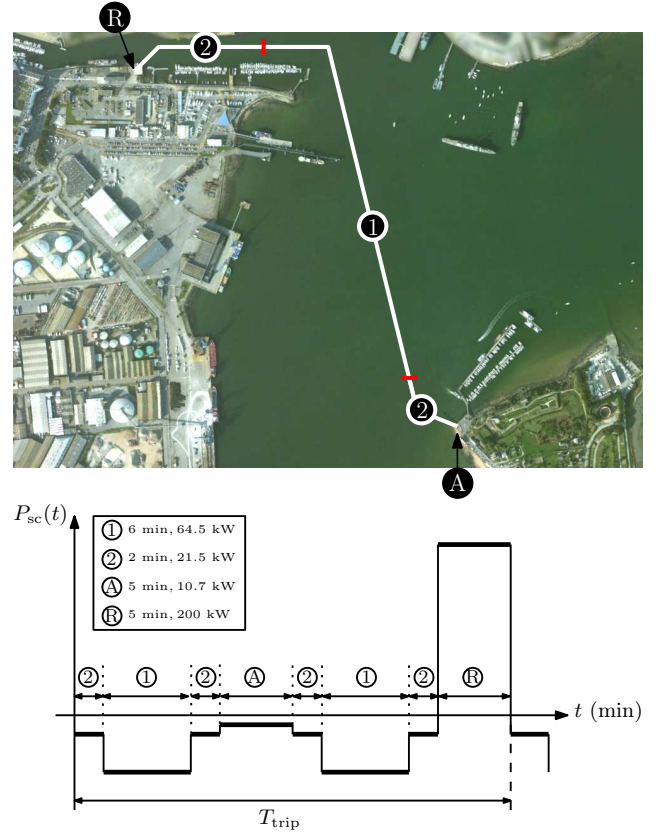 R
2
1
2
A
P_sc(t)
① 6 min, 64.5 kW
② 2 min, 21.5 kW
Ⓐ 5 min, 10.7 kW
Ⓡ 5 min, 200 kW
② ① ② Ⓐ ② ① ② Ⓡ
t (min)
T_trip